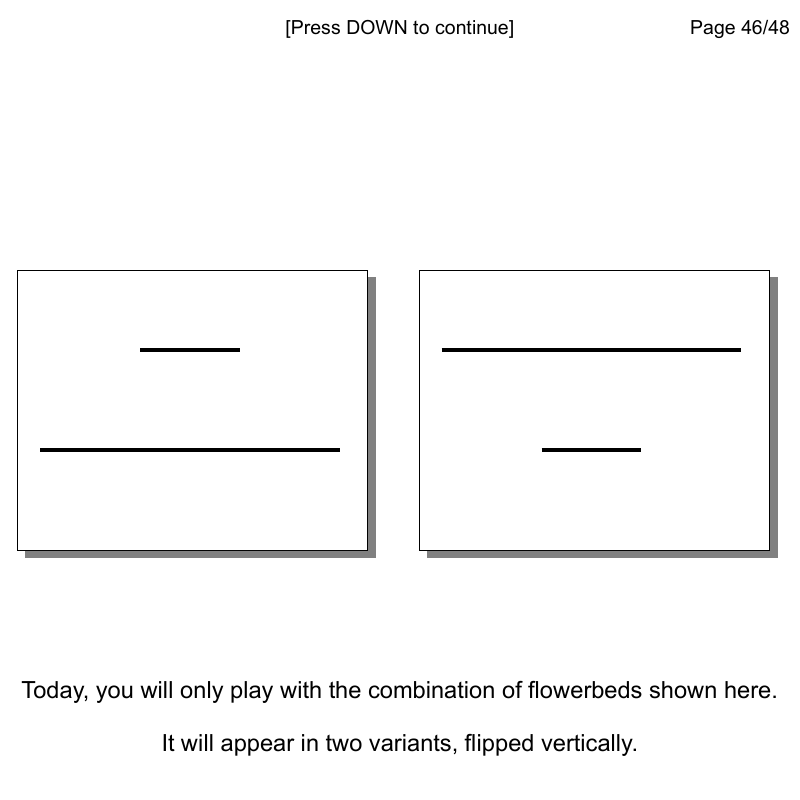 [Press DOWN to continue]
Page 46/48
Today, you will only play with the combination of flowerbeds shown here.
It will appear in two variants, flipped vertically.